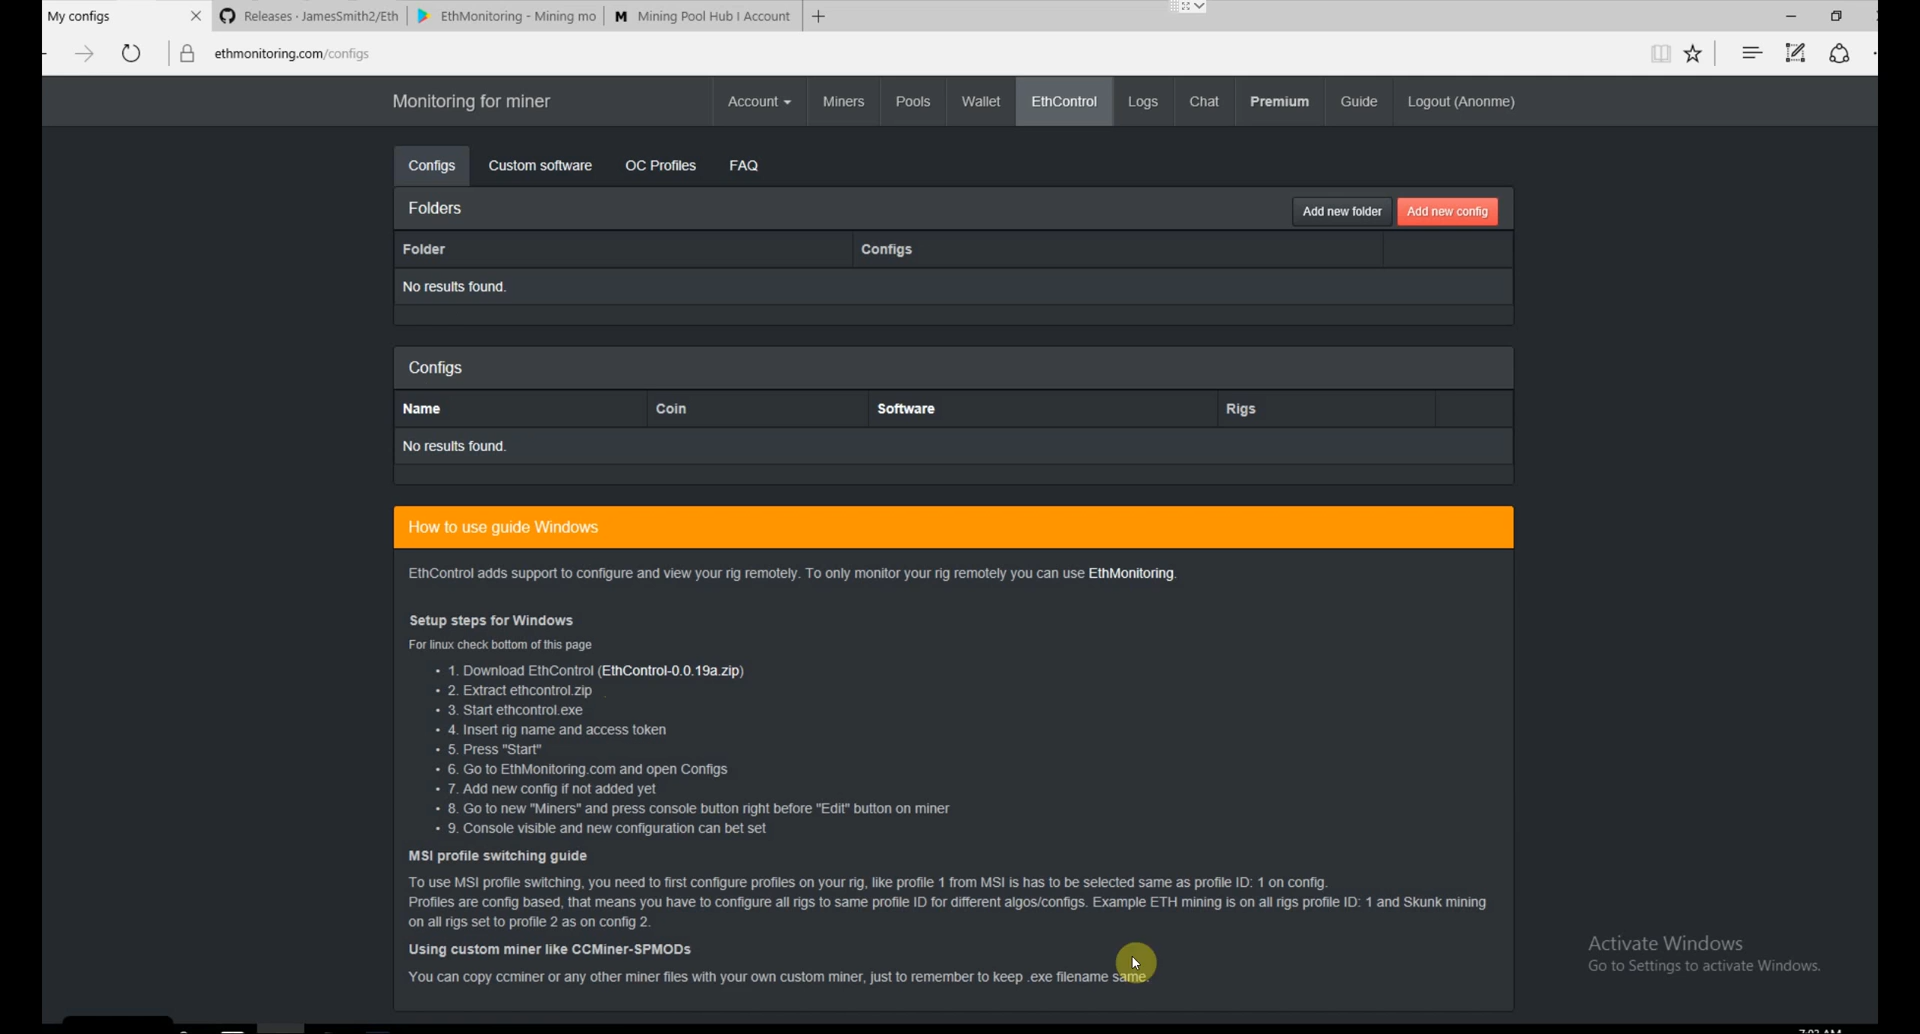 My configs
Releases · JamesSmith2/Eth
EthMonitoring - Mining mo
M Mining Pool Hub I Account
ethmonitoring.com/configs
Monitoring for miner
Account
Miners
Pools
Wallet
EthControl
Logs
Chat
Premium
Guide
Logout (Anonme)
Configs
Custom software
OC Profiles
FAQ
Folders
Add new folder
Add new config
Folder
Configs
No results found.
Configs
Name
Coin
Software
Rigs
No results found.
How to use guide Windows
EthControl adds support to configure and view your rig remotely. To only monitor your rig remotely you can use EthMonitoring.
Setup steps for Windows
For linux check bottom of this page
• 1. Download EthControl (EthControl-0.0.19a.zip)
• 2. Extract ethcontrol.zip
• 3. Start ethcontrol.exe
• 4. Insert rig name and access token
• 5. Press "Start"
• 6. Go to EthMonitoring.com and open Configs
• 7. Add new config if not added yet
• 8. Go to new "Miners" and press console button right before "Edit" button on miner
• 9. Console visible and new configuration can bet set
MSI profile switching guide
To use MSI profile switching, you need to first configure profiles on your rig, like profile 1 from MSI is has to be selected same as profile ID: 1 on config.
Profiles are config based, that means you have to configure all rigs to same profile ID for different algos/configs. Example ETH mining is on all rigs profile ID: 1 and Skunk mining
on all rigs set to profile 2 as on config 2.
Using custom miner like CCMiner-SPMODs
You can copy ccminer or any other miner files with your own custom miner, just to remember to keep .exe filename same.
Activate Windows
Go to Settings to activate Windows.